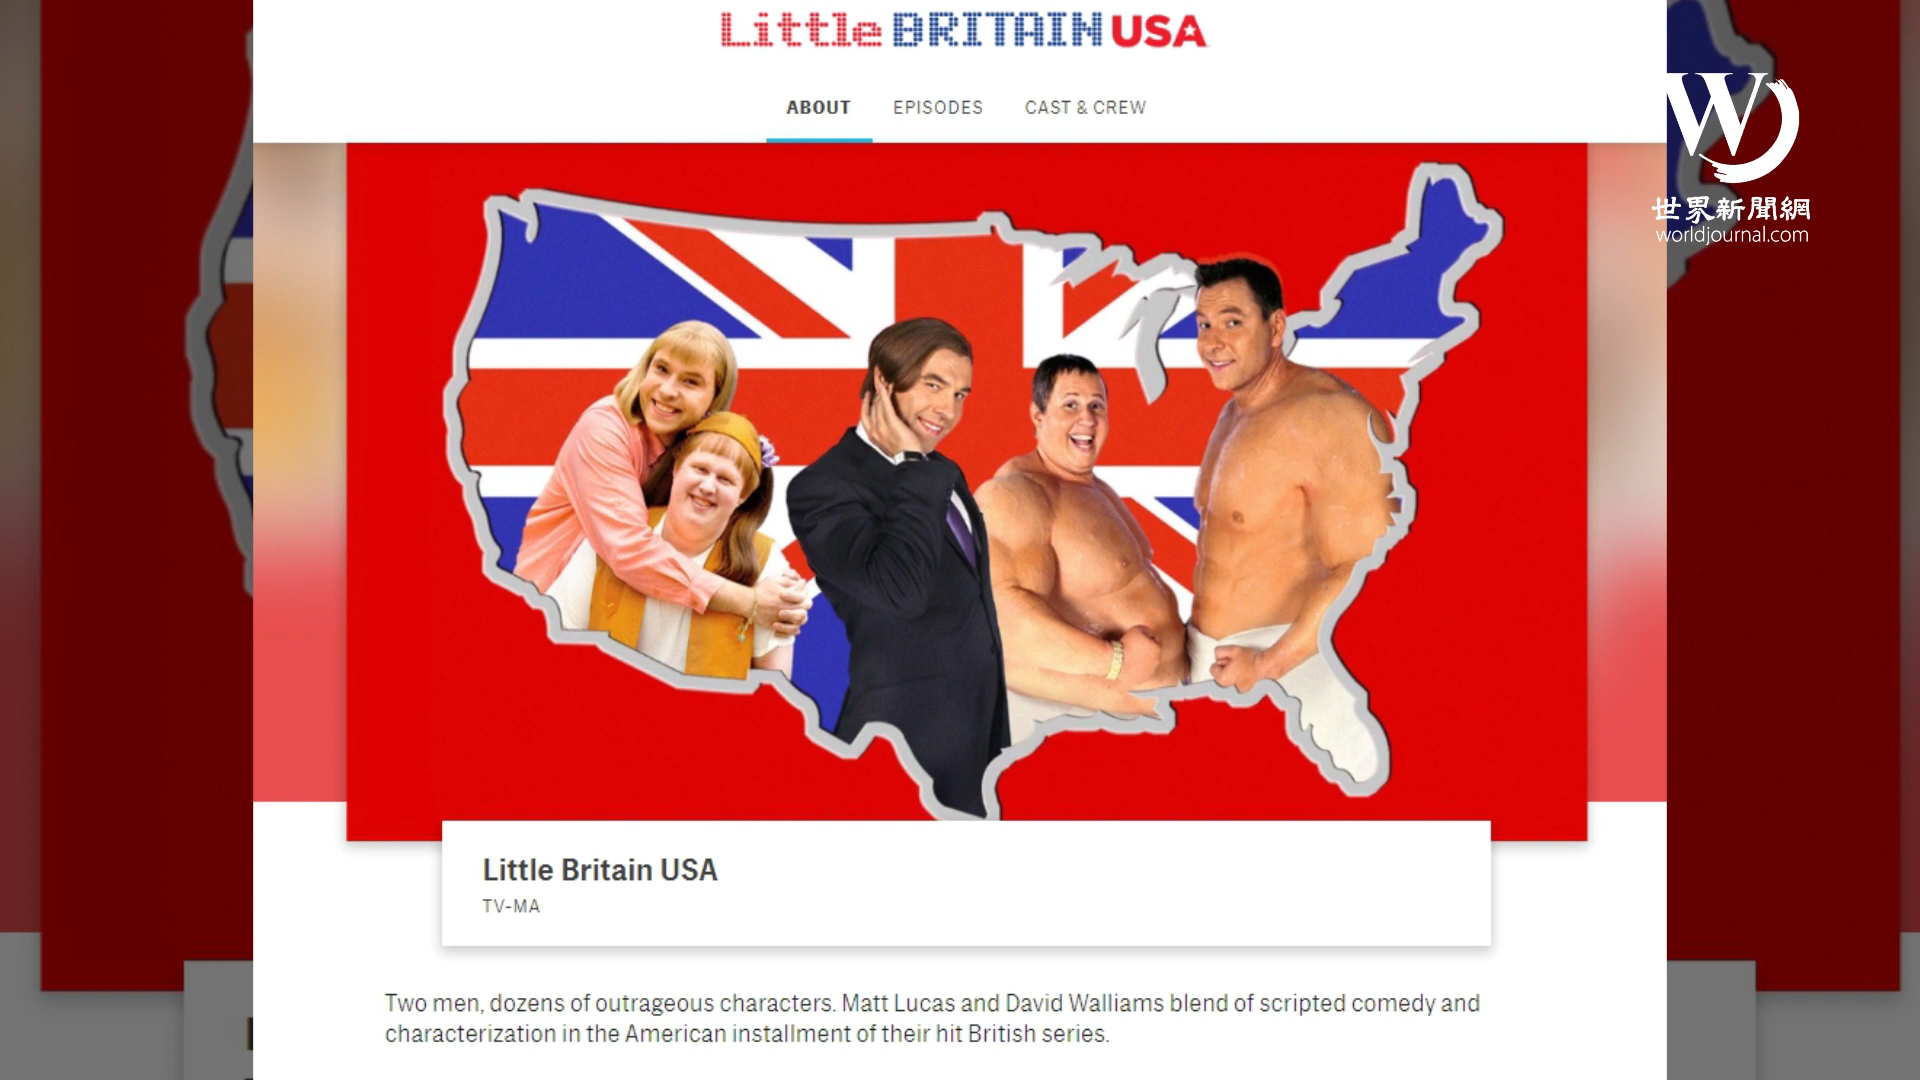 Little BRITAIN USA
ABOUT EPISODES CAST & CREW
世界新聞網
worldjournal.com
Little Britain USA
TV-MA
Two men, dozens of outrageous characters. Matt Lucas and David Walliams blend of scripted comedy and
characterization in the American installment of their hit British series.